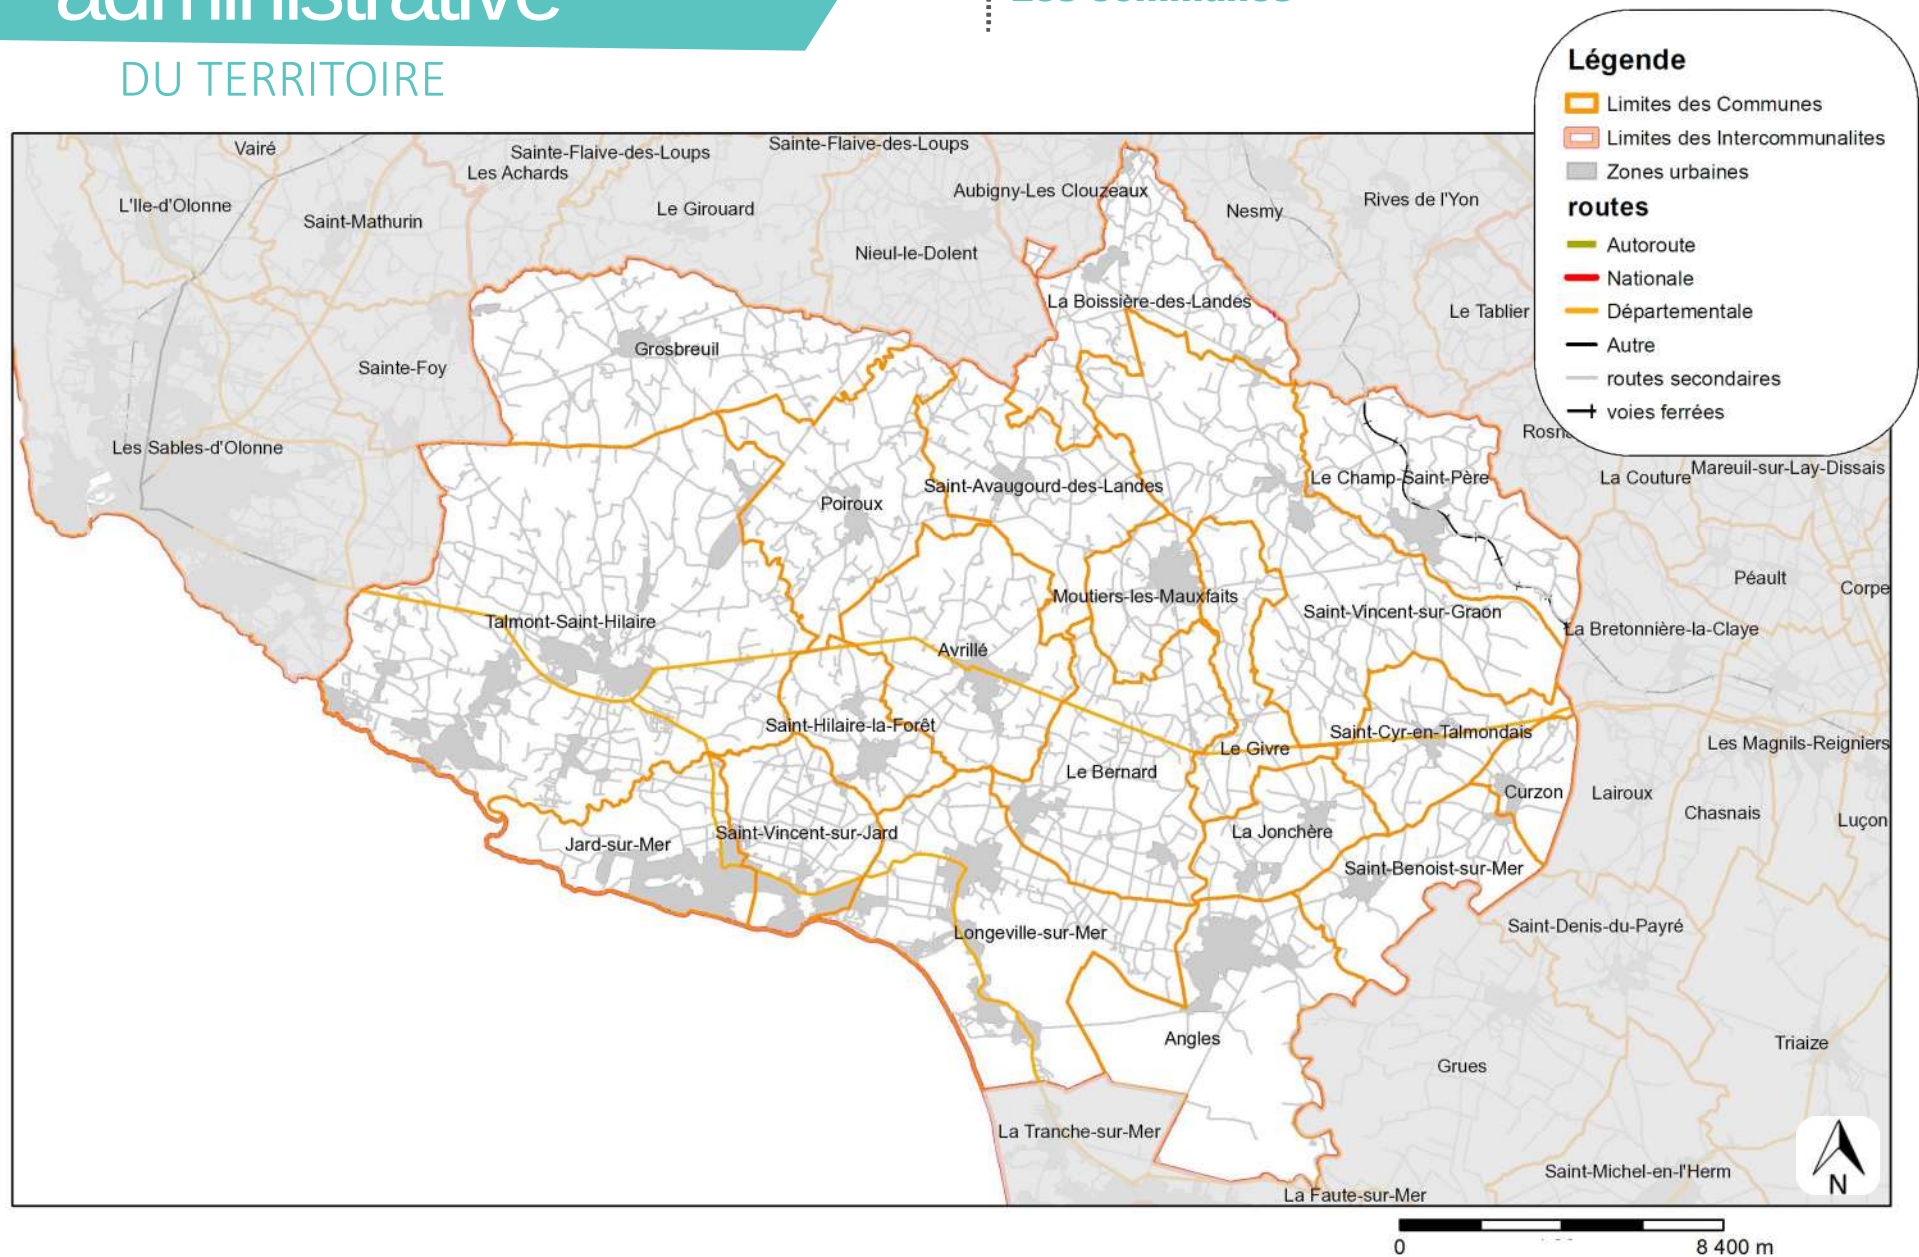 administrative
Les communes
DU TERRITOIRE
Légende
Limites des Communes
Limites des Intercommunalites
Zones urbaines
routes
Autoroute
Nationale
Départementale
Autre
routes secondaires
voies ferrées
Vairé
Sainte-Flaive-des-Loups
Sainte-Flaive-des-Loups
Les Achards
Aubigny-Les Clouzeaux
L'Ile-d'Olonne
Saint-Mathurin
Le Girouard
Nesmy
Rives de l'Yon
Nieul-le-Dolent
La Boissière-des-Landes
Le Tablier
Grosbreuil
Sainte-Foy
Les Sables-d'Olonne
La Couture
Mareuil-sur-Lay-Dissais
Le Champ-Saint-Père
Saint-Avaugourd-des-Landes
Poiroux
Péault
Corpe
Moutiers-les-Mauxfaits
Saint-Vincent-sur-Graon
Talmont-Saint-Hilaire
La Bretonnière-la-Claye
Avrillé
Saint-Hilaire-la-Forêt
Saint-Cyr-en-Talmondais
Le Givre
Les Magnils-Reigniers
Le Bernard
Curzon
Lairoux
Chasnais
Luçon
Saint-Vincent-sur-Jard
La Jonchère
Jard-sur-Mer
Saint-Benoist-sur-Mer
Longeville-sur-Mer
Saint-Denis-du-Payré
Angles
Triaize
Grues
La Tranche-sur-Mer
Saint-Michel-en-l'Herm
La Faute-sur-Mer
N
0
8 400 m